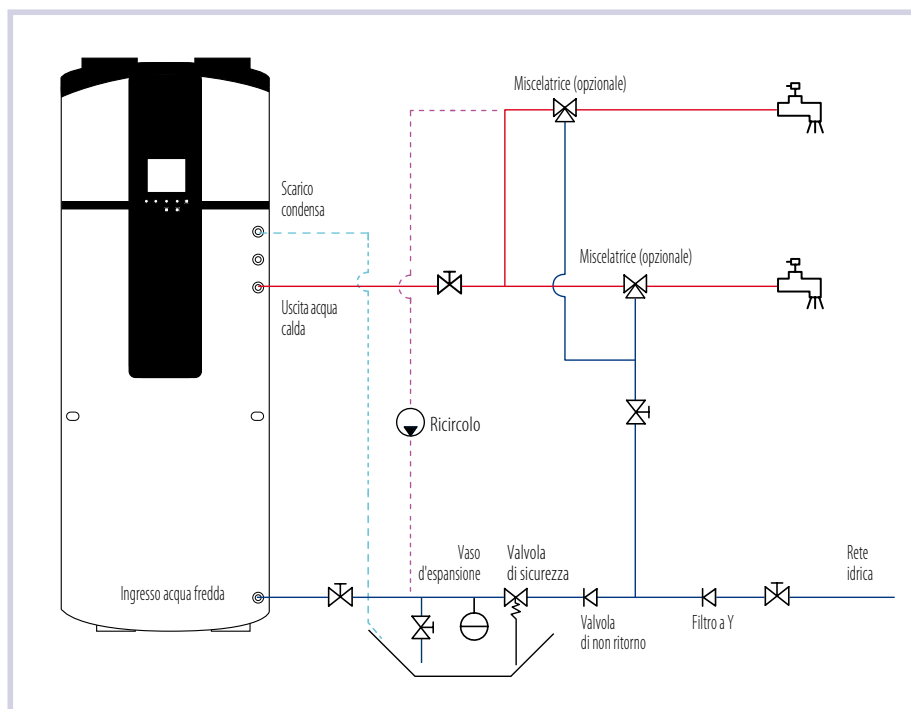 Miscelatrice (opzionale)
Scarico
condensa
Miscelatrice (opzionale)
Uscita acqua
calda
Ricircolo
Vaso
d'espansione
Valvola
di sicurezza
Rete
idrica
Ingresso acqua fredda
Valvola
di non ritorno
Filtro a Y